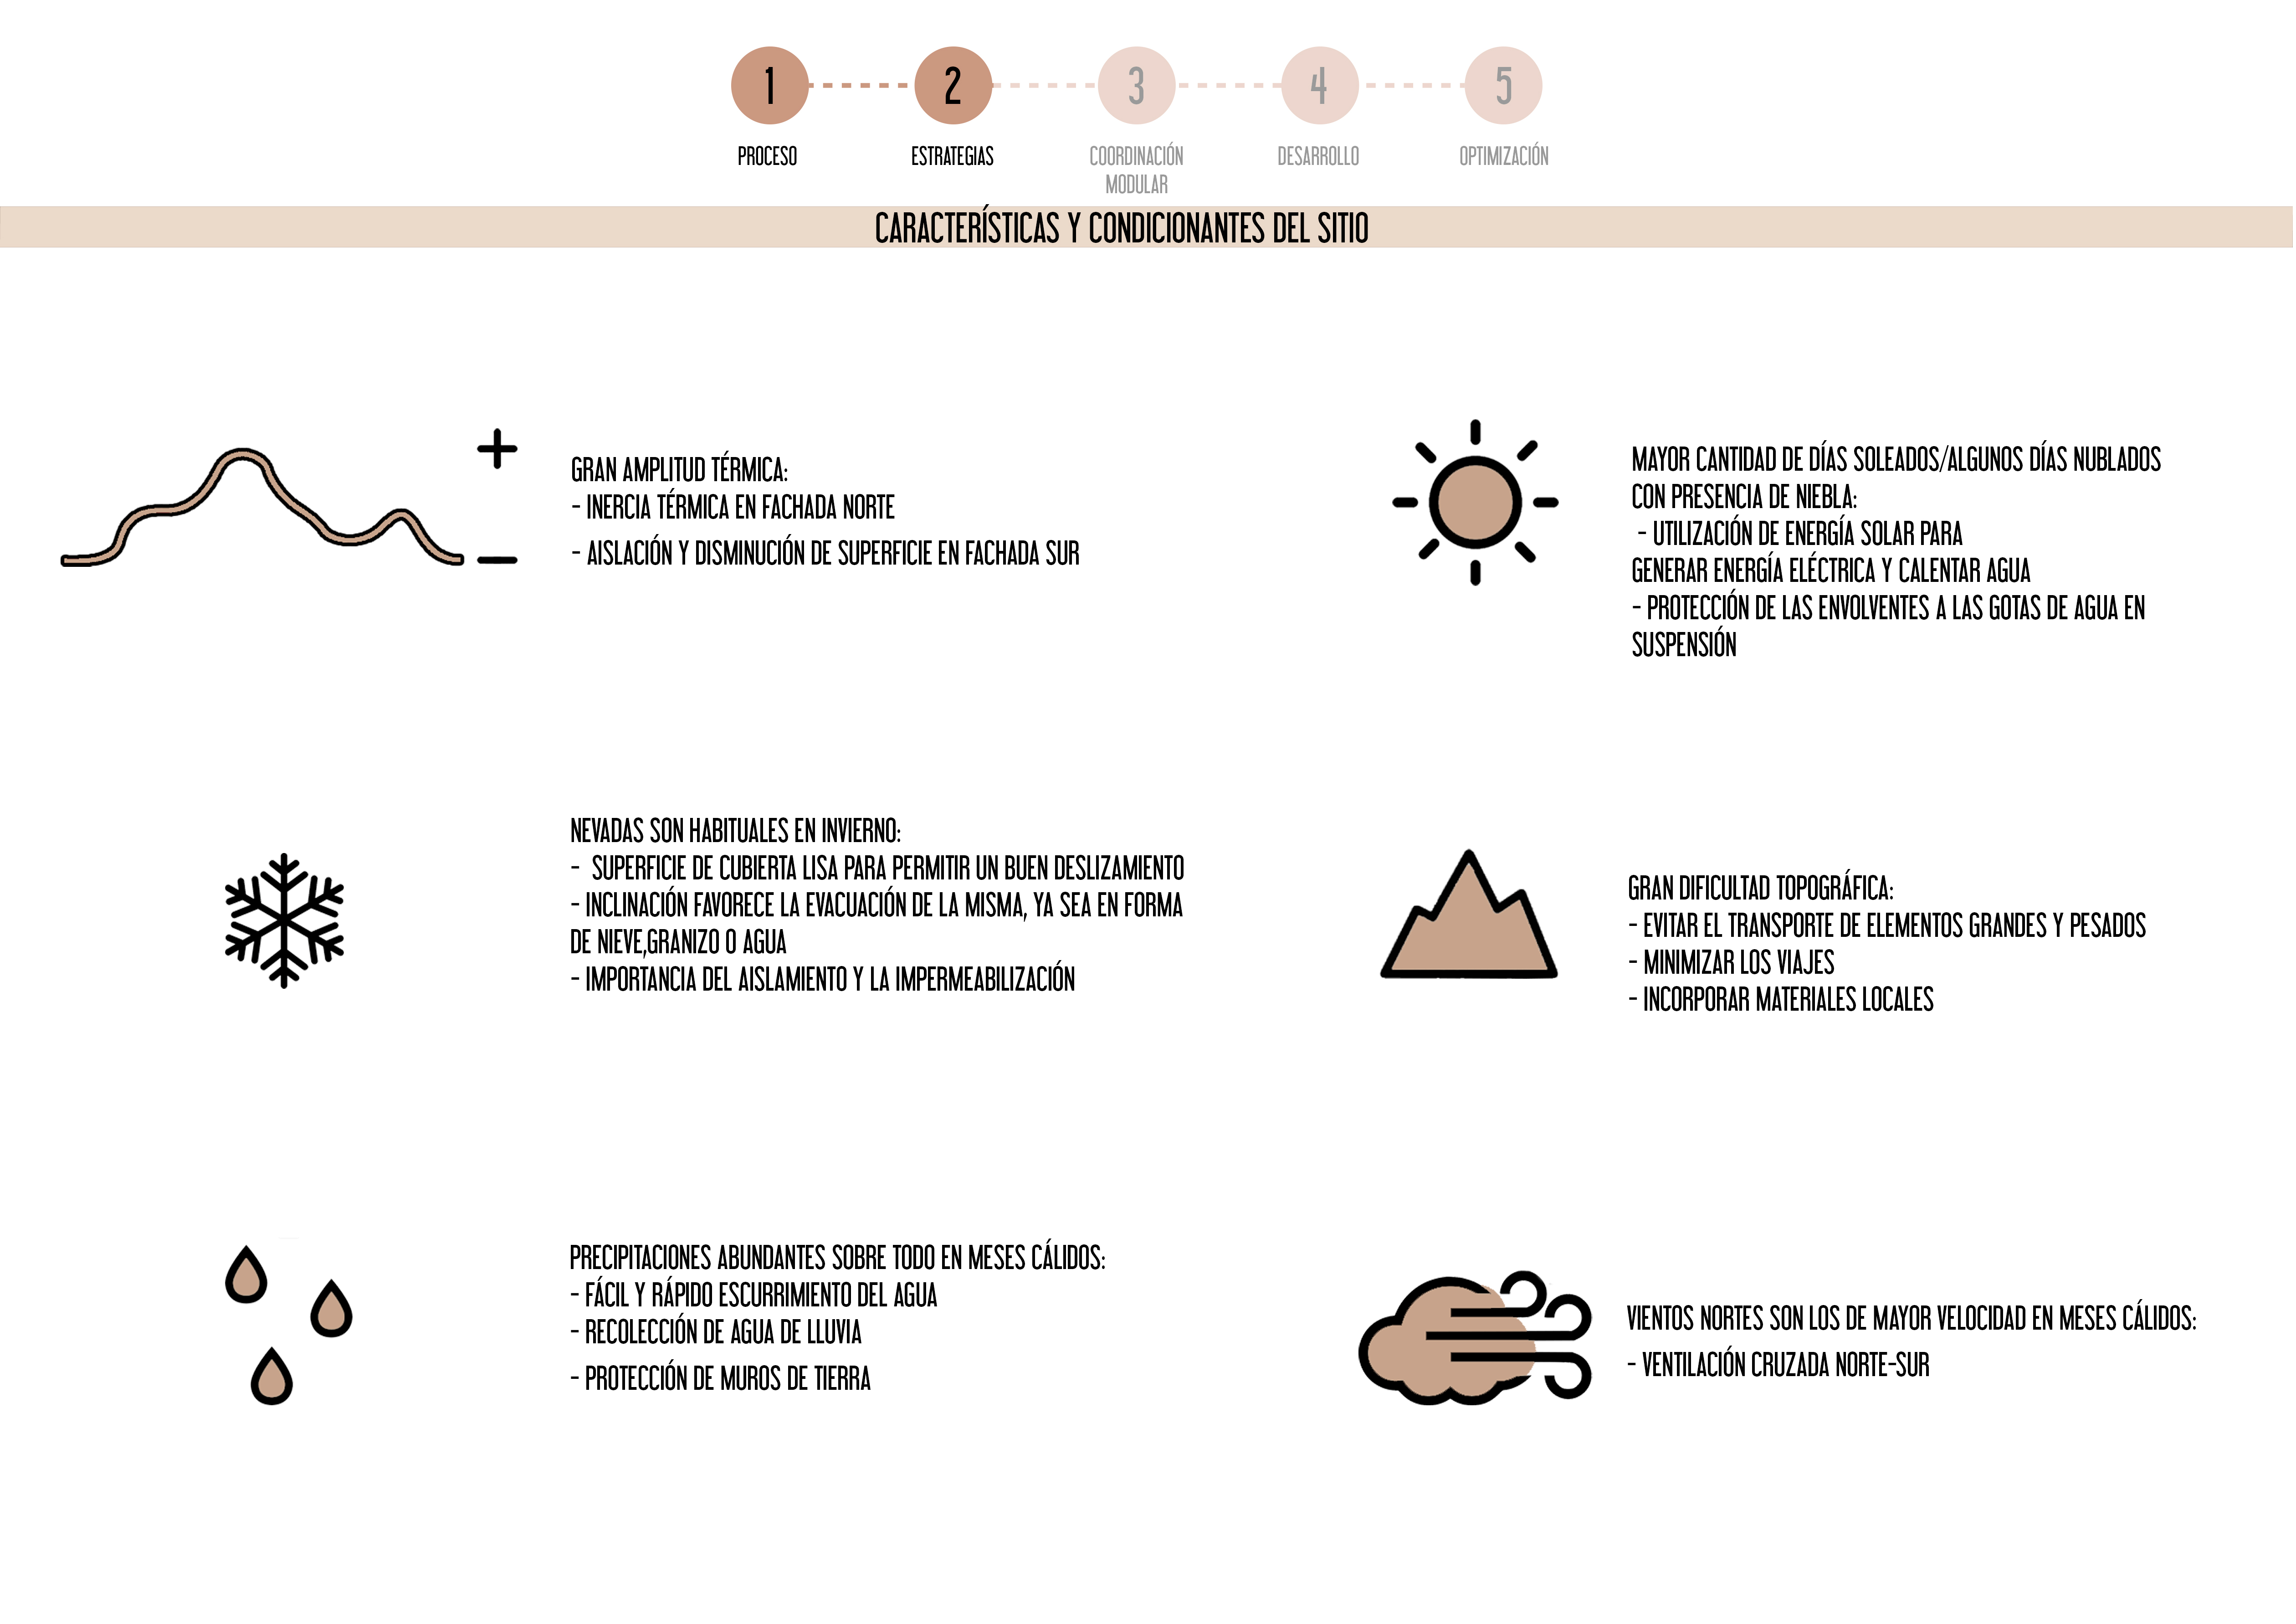 1
2
3
4
5
PROCESO
ESTRATEGIAS
COORDINACIÓN
MODULAR
DESARROLLO
OPTIMIZACIÓN
CARACTERÍSTICAS Y CONDICIONANTES DEL SITIO
GRAN AMPLITUD TÉRMICA:
- INERCIA TÉRMICA EN FACHADA NORTE
- AISLACIÓN Y DISMINUCIÓN DE SUPERFICIE EN FACHADA SUR
MAYOR CANTIDAD DE DÍAS SOLEADOS/ALGUNOS DÍAS NUBLADOS
CON PRESENCIA DE NIEBLA:
- UTILIZACIÓN DE ENERGÍA SOLAR PARA
GENERAR ENERGÍA ELÉCTRICA Y CALENTAR AGUA
- PROTECCIÓN DE LAS ENVOLVENTES A LAS GOTAS DE AGUA EN
SUSPENSIÓN
NEVADAS SON HABITUALES EN INVIERNO:
- SUPERFICIE DE CUBIERTA LISA PARA PERMITIR UN BUEN DESLIZAMIENTO
- INCLINACIÓN FAVORECE LA EVACUACIÓN DE LA MISMA, YA SEA EN FORMA
DE NIEVE,GRANIZO O AGUA
- IMPORTANCIA DEL AISLAMIENTO Y LA IMPERMEABILIZACIÓN
GRAN DIFICULTAD TOPOGRÁFICA:
- EVITAR EL TRANSPORTE DE ELEMENTOS GRANDES Y PESADOS
- MINIMIZAR LOS VIAJES
- INCORPORAR MATERIALES LOCALES
PRECIPITACIONES ABUNDANTES SOBRE TODO EN MESES CÁLIDOS:
- FÁCIL Y RÁPIDO ESCURRIMIENTO DEL AGUA
- RECOLECCIÓN DE AGUA DE LLUVIA
- PROTECCIÓN DE MUROS DE TIERRA
VIENTOS NORTES SON LOS DE MAYOR VELOCIDAD EN MESES CÁLIDOS:
- VENTILACIÓN CRUZADA NORTE-SUR